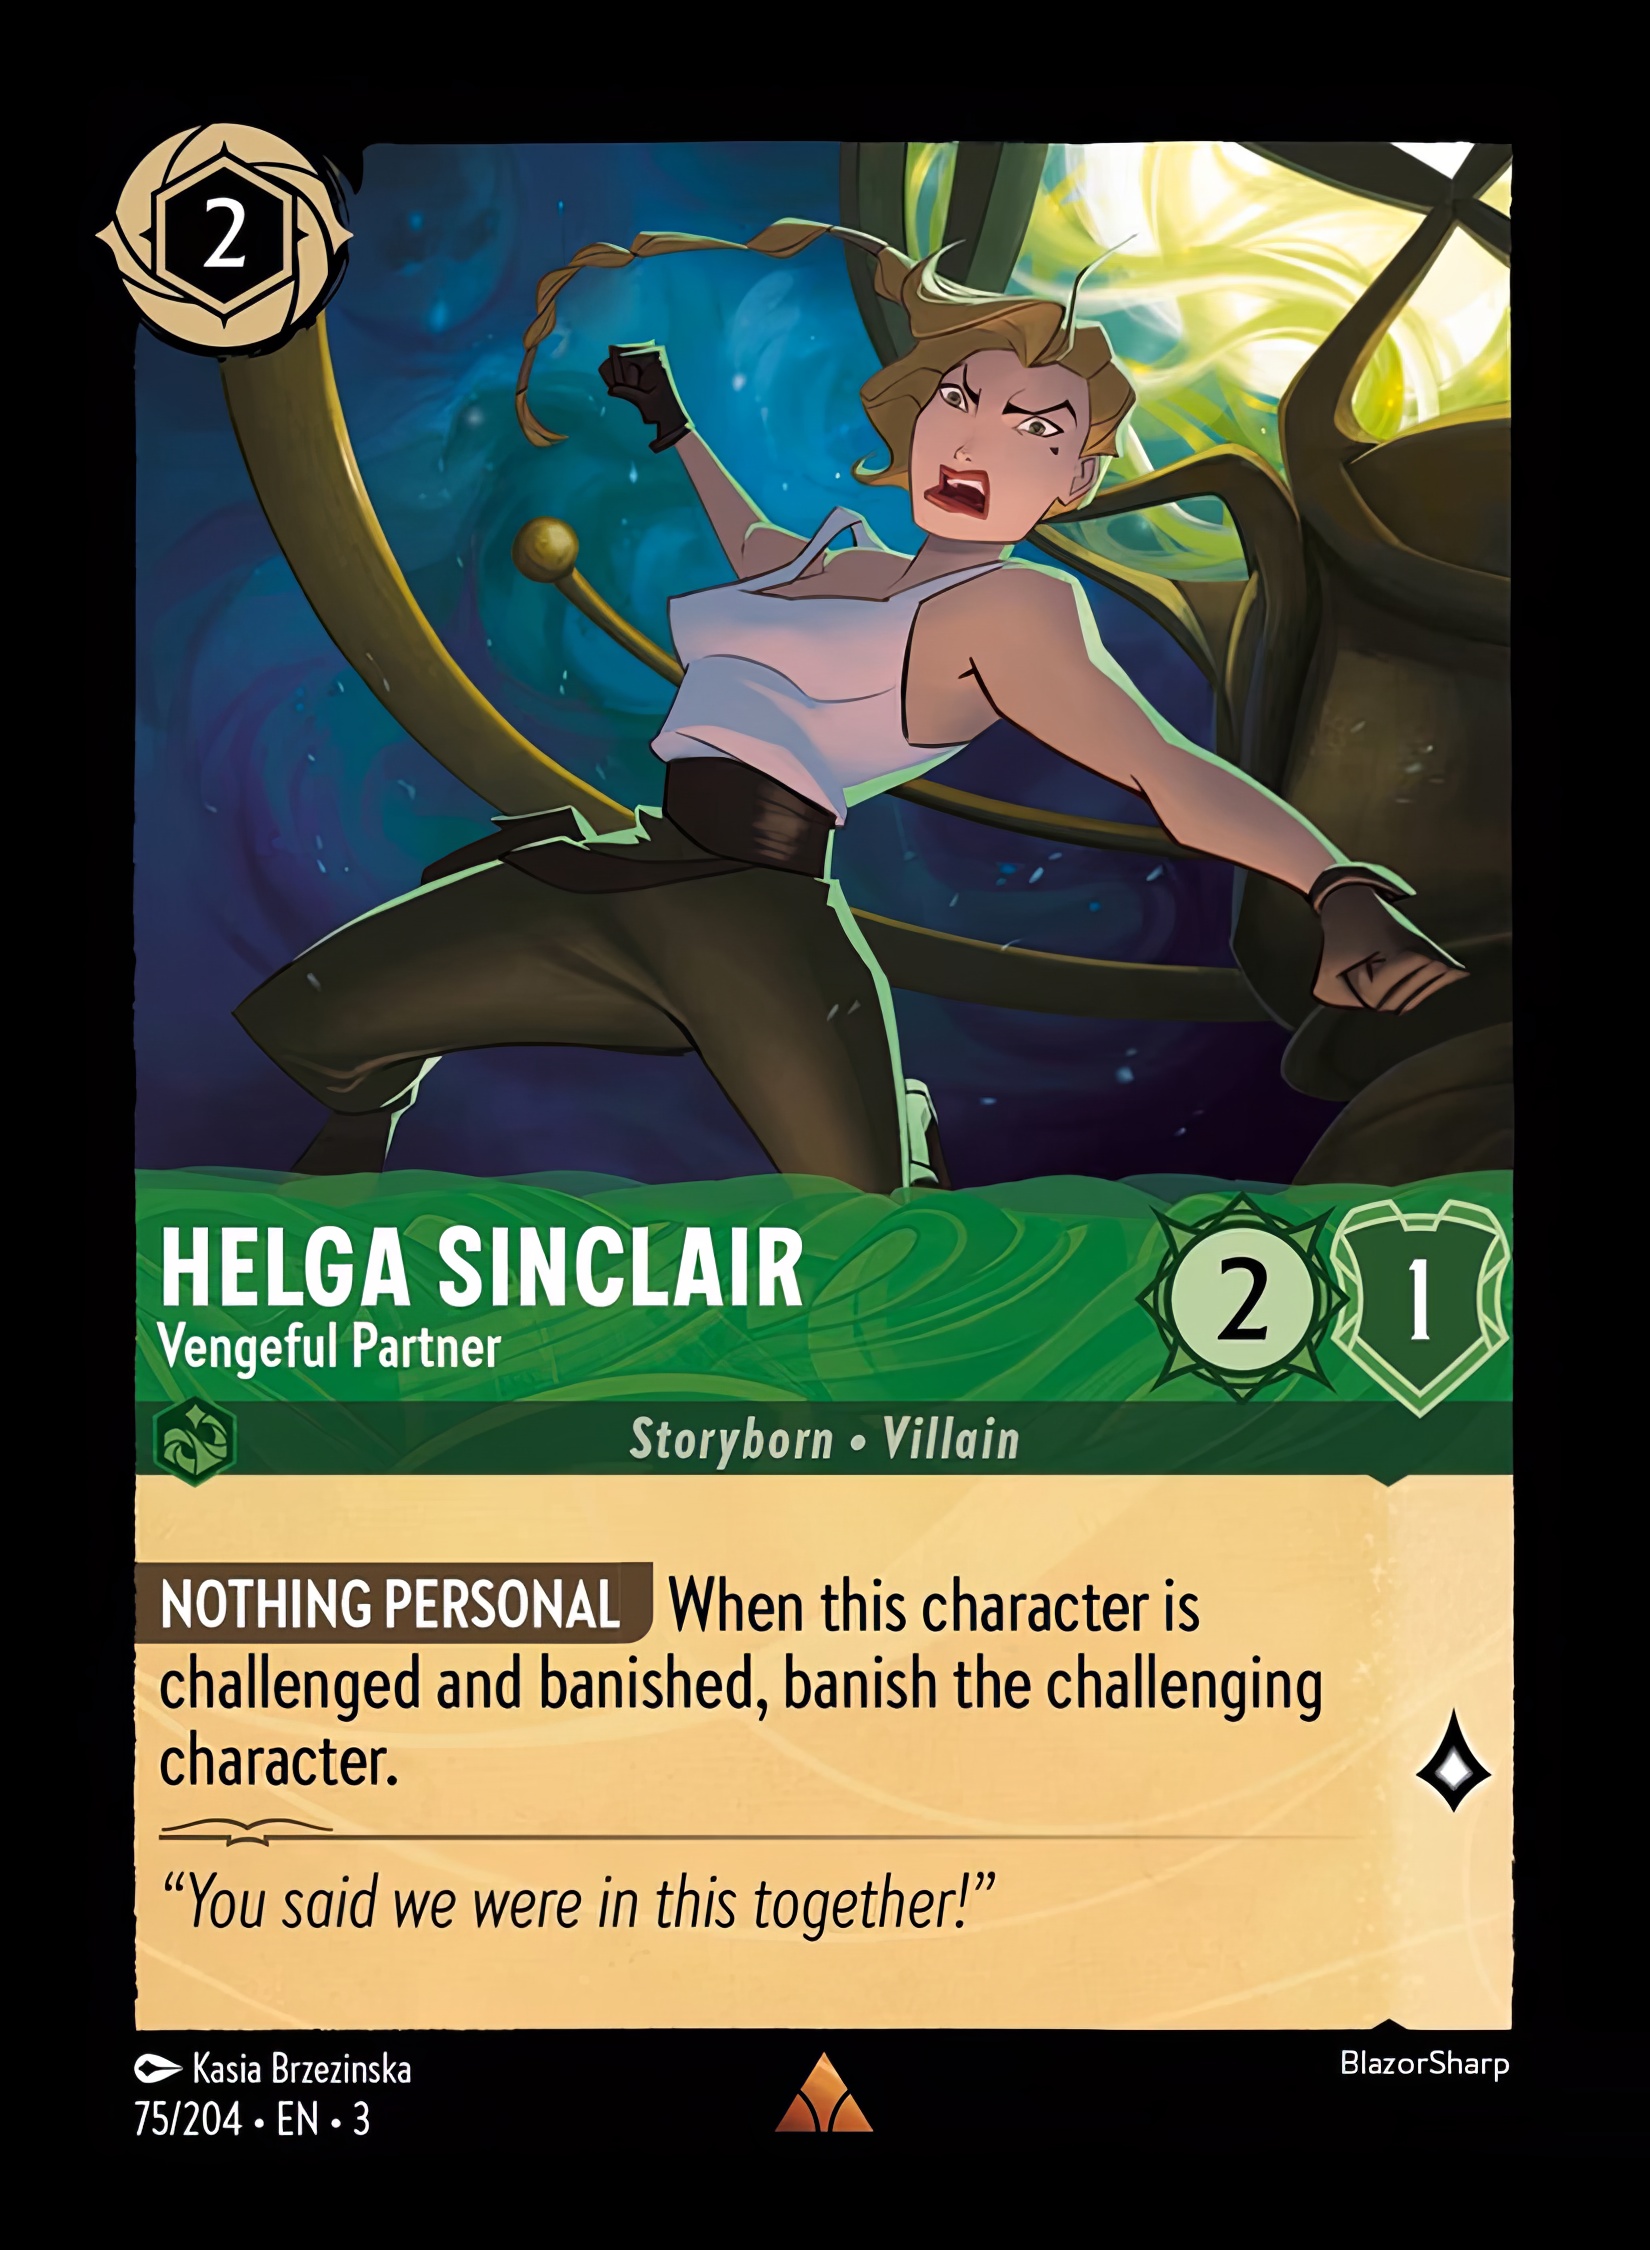 2
HELGA SINCLAIR
Vengeful Partner
2
1
Storyborn • Villain
NOTHING PERSONAL When this character is
challenged and banished, banish the challenging
character.
“You said we were in this together!”
Kasia Brzezinska
BlazorSharp
75/204 • EN • 3